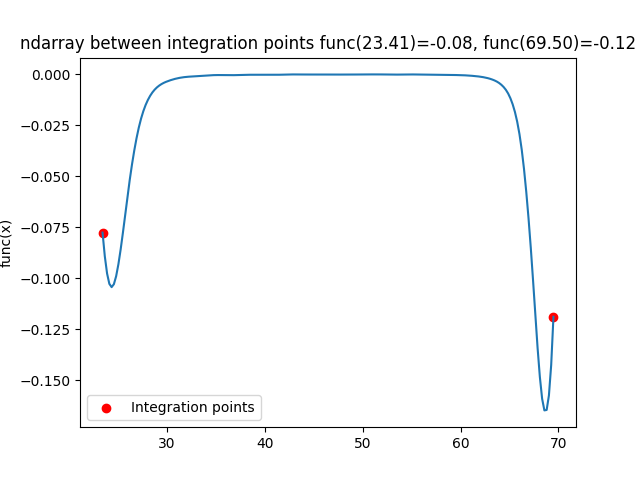 ndarray between integration points func(23.41)=-0.08, func(69.50)=-0.12
0.000
−0.025
−0.050
−0.075
−0.100
−0.125
−0.150
func(x)
Integration points
30 40 50 60 70